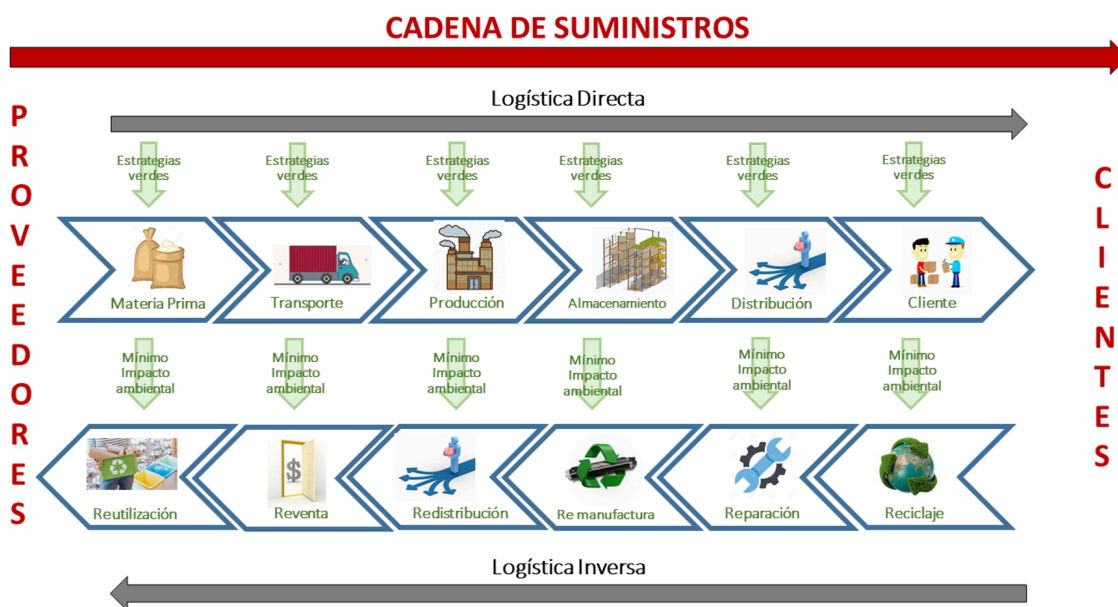 CADENA DE SUMINISTROS
Logística Directa
PROVEEDORES
CLIENTES
Estrategias
verdes
Estrategias
verdes
Estrategias
verdes
Estrategias
verdes
Estrategias
verdes
Estrategias
verdes
Materia Prima
Transporte
Producción
Almacenamiento
Distribución
Cliente
Mínimo
Impacto
ambiental
Mínimo
Impacto
ambiental
Mínimo
Impacto
ambiental
Mínimo
Impacto
ambiental
Mínimo
Impacto
ambiental
Mínimo
Impacto
ambiental
$
Reutilización
Reventa
Redistribución
Re manufactura
Reparación
Reciclaje
Logística Inversa